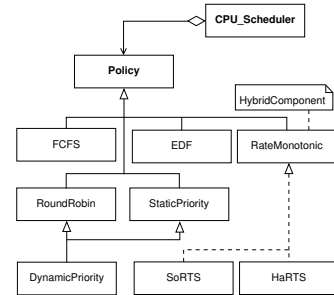 CPU_Scheduler
Policy
HybridComponent
FCFS
EDF
RateMonotonic
RoundRobin
StaticPriority
DynamicPriority
SoRTS
HaRTS